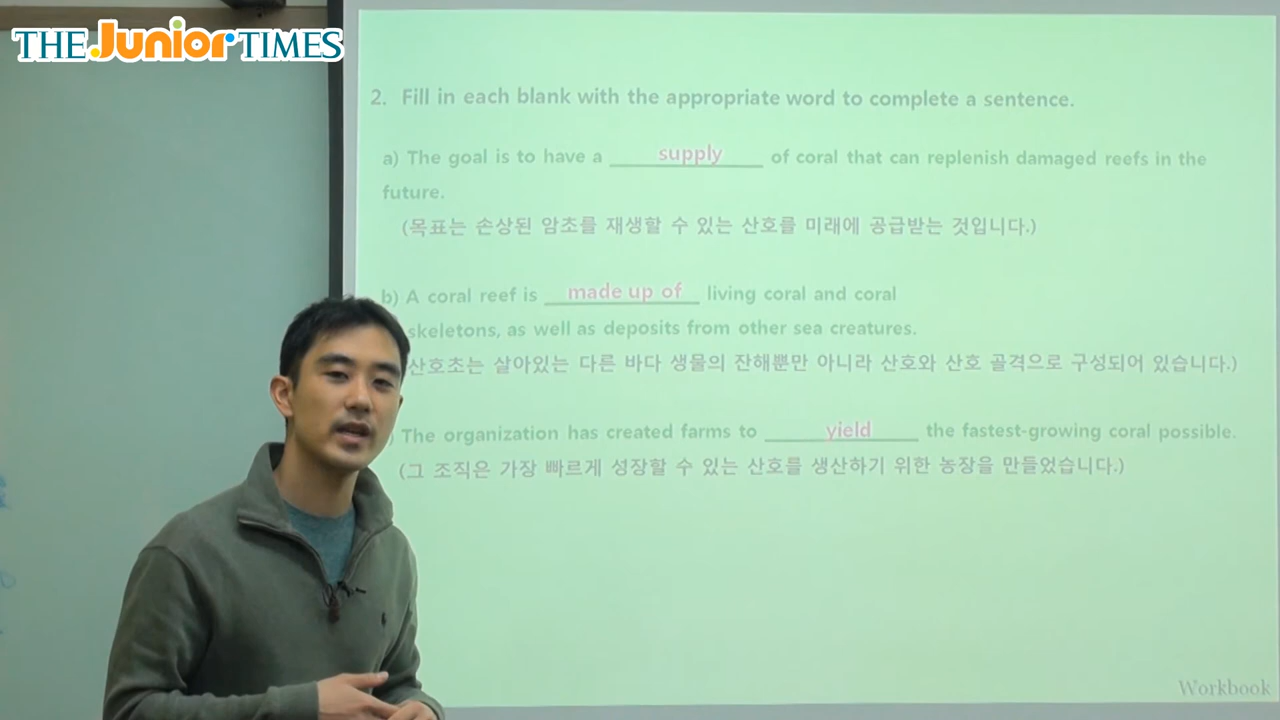 THE Junior TIMES
2. Fill in each blank with the appropriate word to complete a sentence.
a) The goal is to have a supply of coral that can replenish damaged reefs in the
future.
(목표는 손상된 암초를 재생할 수 있는 산호를 미래에 공급받는 것입니다.)
b) A coral reef is made up of living coral and coral
skeletons, as well as deposits from other sea creatures.
산호초는 살아있는 다른 바다 생물의 잔해뿐만 아니라 산호와 산호 골격으로 구성되어 있습니다.)
The organization has created farms to yield the fastest-growing coral possible.
(그 조직은 가장 빠르게 성장할 수 있는 산호를 생산하기 위한 농장을 만들었습니다.)
Workbook